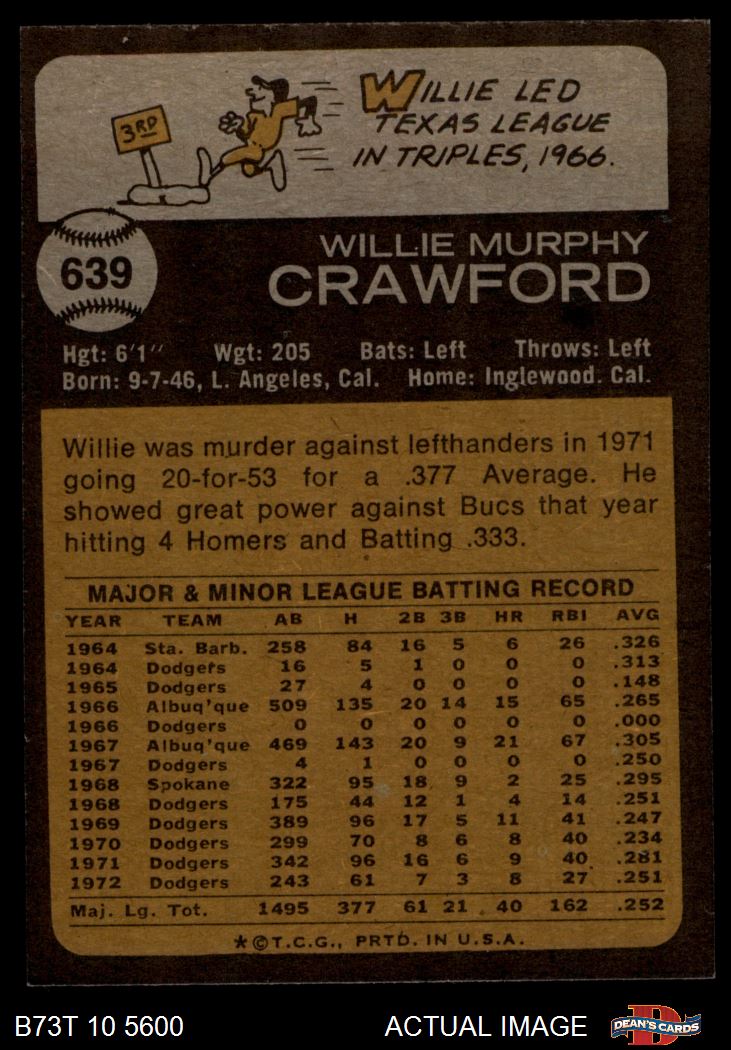 3RD
WILLIE LED
TEXAS LEAGUE
IN TRIPLES, 1966.
639
WILLIE MURPHY
CRAWFORD
Hgt: 6'1" Wgt: 205 Bats: Left Throws: Left
Born: 9-7-46, L. Angeles, Cal. Home: Inglewood. Cal.
Willie was murder against lefthanders in 1971
going 20-for-53 for a .377 Average. He
showed great power against Bucs that year
hitting 4 Homers and Batting .333.
MAJOR & MINOR LEAGUE BATTING RECORD
YEAR TEAM AB H 2B 3B HR RBI AVG
1964 Sta. Barb. 258 84 16 5 6 26 .326
1964 Dodgers 16 5 1 0 0 0 .313
1965 Dodgers 27 4 0 0 0 0 .148
1966 Albuq'que 509 135 20 14 15 65 .265
1966 Dodgers 0 0 0 0 0 0 .000
1967 Albuq'que 469 143 20 9 21 67 .305
1967 Dodgers 4 1 0 0 0 0 .250
1968 Spokane 322 95 18 9 2 25 .295
1968 Dodgers 175 44 12 1 4 14 .251
1969 Dodgers 389 96 17 5 11 41 .247
1970 Dodgers 299 70 8 6 8 40 .234
1971 Dodgers 342 96 16 6 9 40 .281
1972 Dodgers 243 61 7 3 8 27 .251
Maj. Lg. Tot. 1495 377 61 21 40 162 .252
*©T.C.G., PRTD. IN U.S.A.
B73T 10 5600 ACTUAL IMAGE DEAN'S CARDS